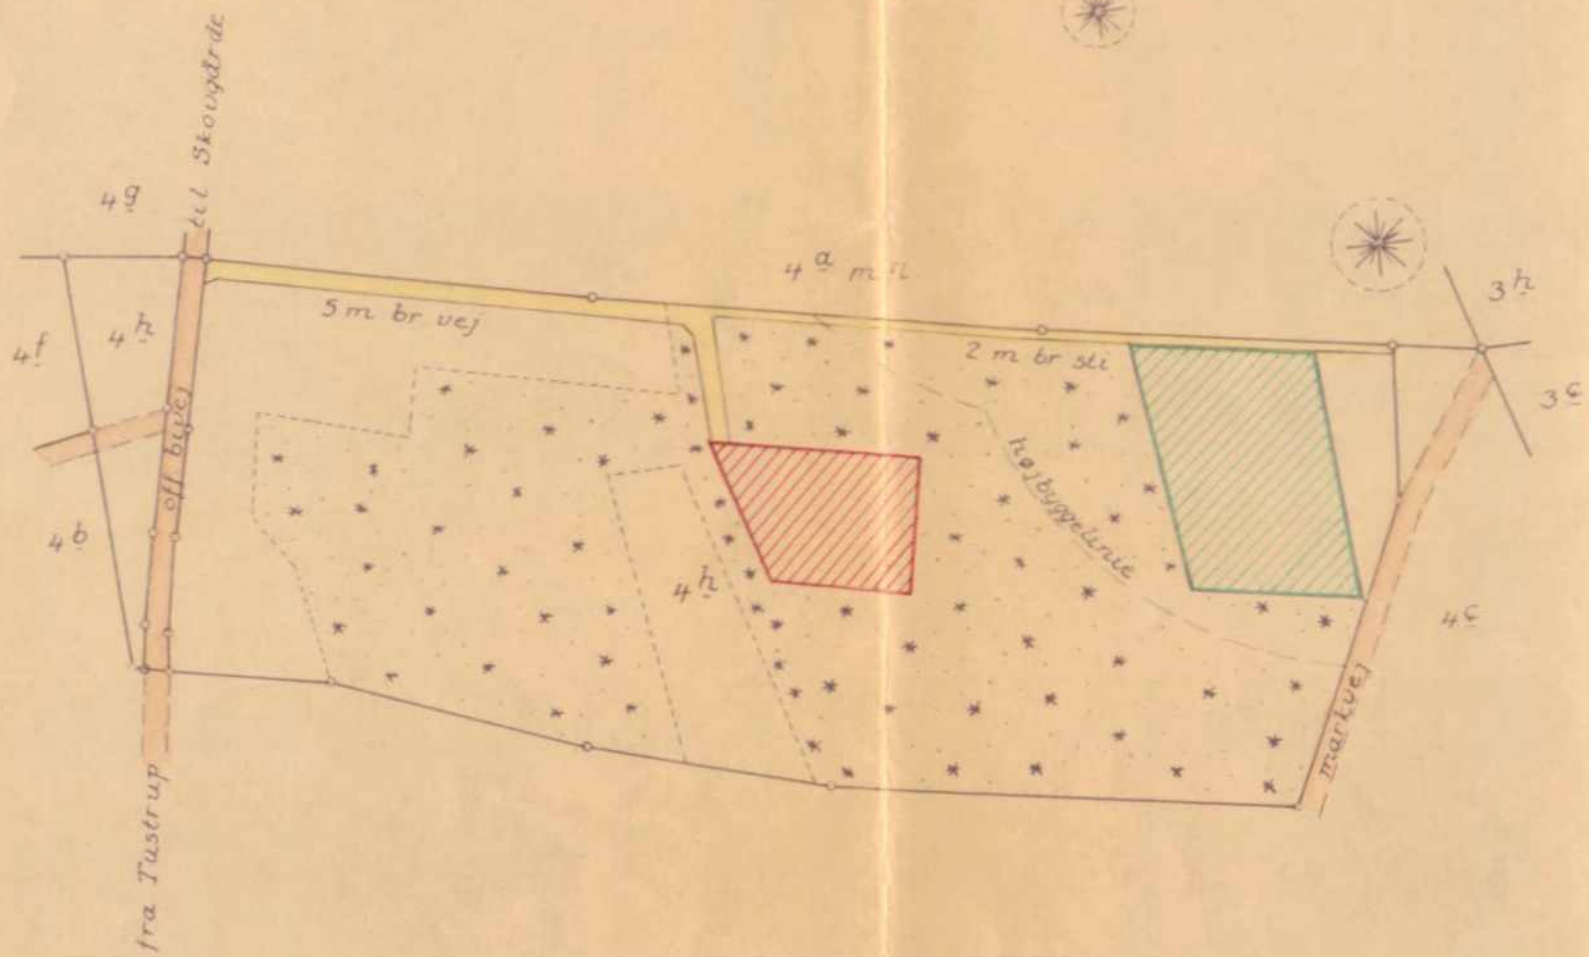 til Skovgårde
4g
4a m fl
3h
5 m br vej
4h
4f
2 m br sti
3c
off bivej
højbyggelinie
4b
4h
4c
markvej
fra Tustrup